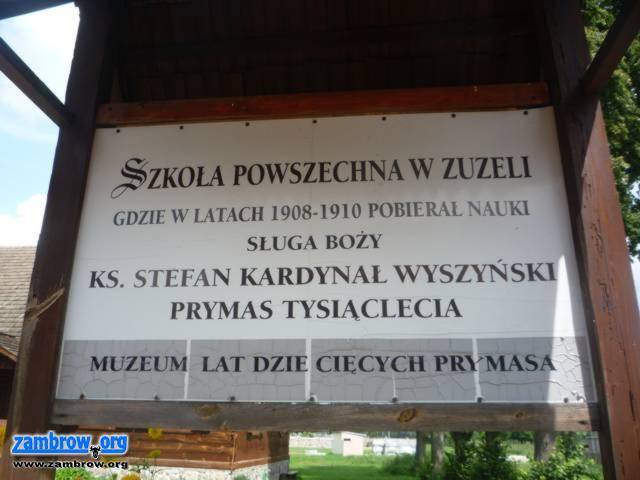 SZKOŁA POWSZECHNA W ZUZELI
GDZIE W LATACH 1908-1910 POBIERAŁ NAUKI
SŁUGA BOŻY
KS. STEFAN KARDYNAŁ WYSZYŃSKI
PRYMAS TYSIĄCLECIA
MUZEUM LAT DZIE CIĘCYCH PRYMASA
zambrow.org
www.zambrow.org